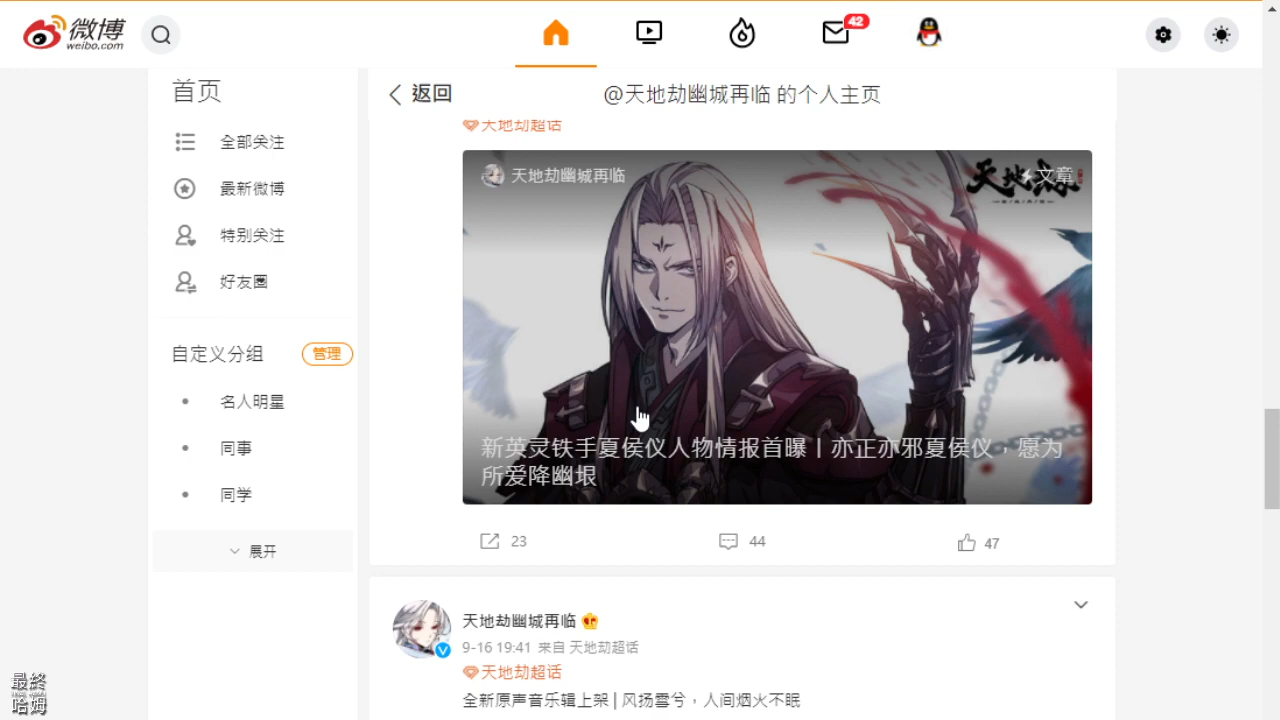 微博
weibo.com
42
首页
全部关注
最新微博
特别关注
好友圈
自定义分组
管理
名人明星
同事
同学
展开
返回
@天地劫幽城再临 的个人主页
天地劫超话
天地劫幽城再临
天地劫
文章
新英灵铁手夏侯仪人物情报首曝丨亦正亦邪夏侯仪，愿为
所爱降幽垠
23
44
47
天地劫幽城再临
V
9-16 19:41 来自 天地劫超话
天地劫超话
全新原声音乐辑上架 | 风扬雪兮，人间烟火不眠
最終
哈姆